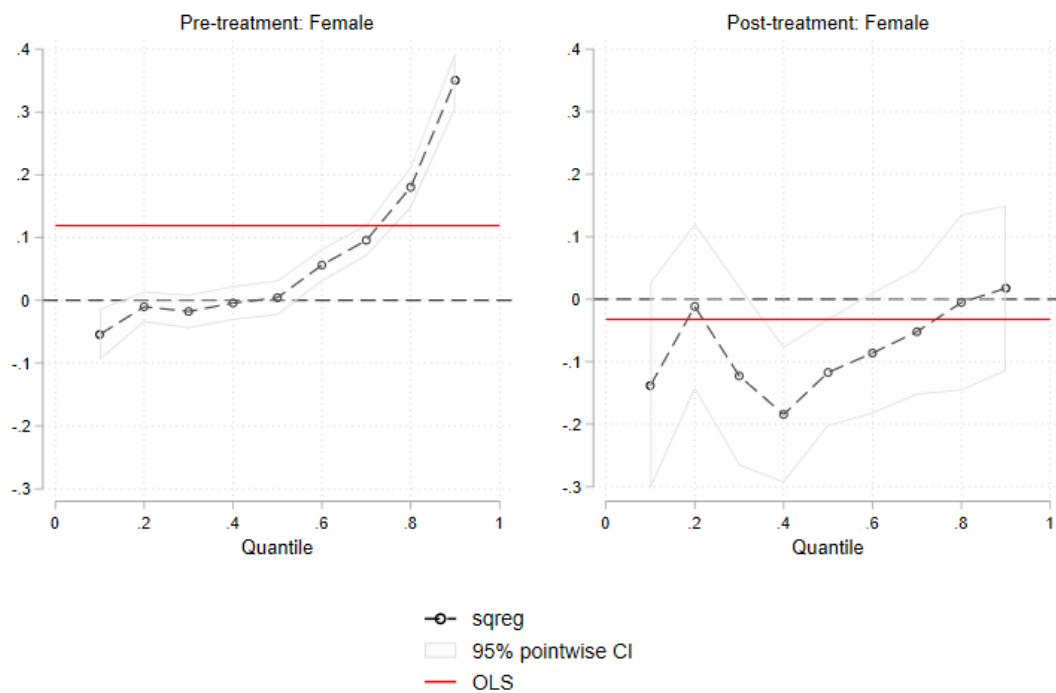 Pre-treatment: Female
.4
.3
.2
.1
0
-.1
-.2
-.3
0 .2 .4 .6 .8 1
Quantile
Post-treatment: Female
.4
.3
.2
.1
0
-.1
-.2
-.3
0 .2 .4 .6 .8 1
Quantile
sqreg
95% pointwise CI
OLS